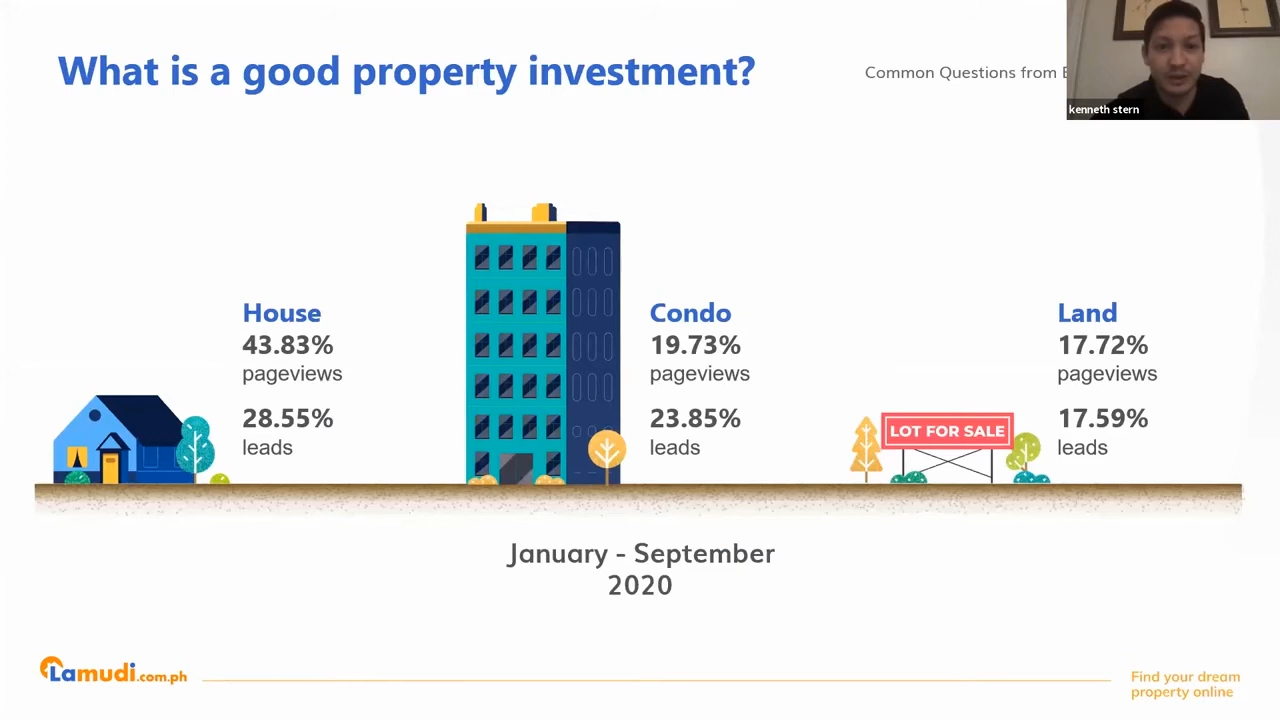 What is a good property investment?
Common Questions from
kenneth stern
House
43.83%
pageviews
28.55%
leads
Condo
19.73%
pageviews
23.85%
leads
Land
17.72%
pageviews
17.59%
leads
LOT FOR SALE
January - September
2020
Lamudi.com.ph
Find your dream
property online